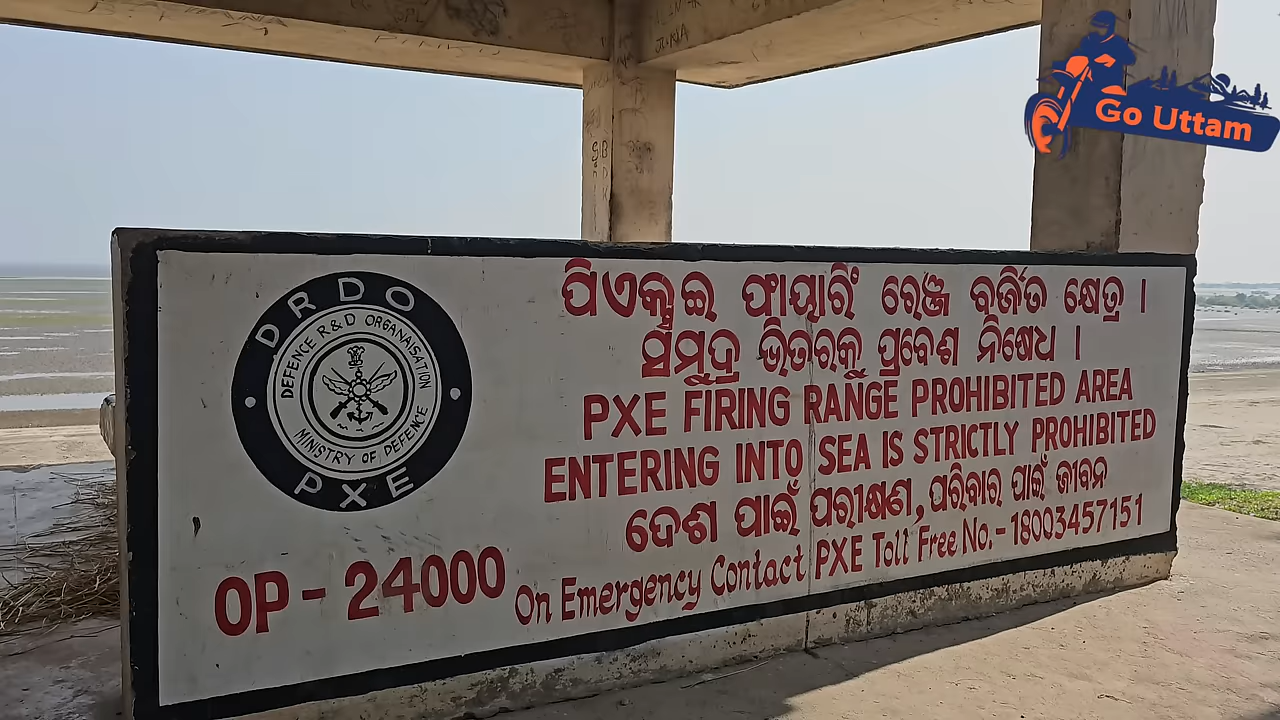 Go Uttam
DRDO
DEFENCE R&D ORGANAISATION
MINISTRY OF DEFENCE
PXE
ପିଏକ୍ସଇ ଫାୟାରିଂ ରେଞ୍ଜ ବର୍ଜିତ କ୍ଷେତ୍ର ।
ସମୁଦ୍ର ଭିତରକୁ ପ୍ରବେଶ ନିଷେଧ ।
PXE FIRING RANGE PROHIBITED AREA
ENTERING INTO SEA IS STRICTLY PROHIBITED
ଦେଶ ପାଇଁ ପରୀକ୍ଷଣ, ପରିବାର ପାଇଁ ଜୀବନ
OP - 24000
On Emergency Contact PXE Toll Free No.- 18003457151